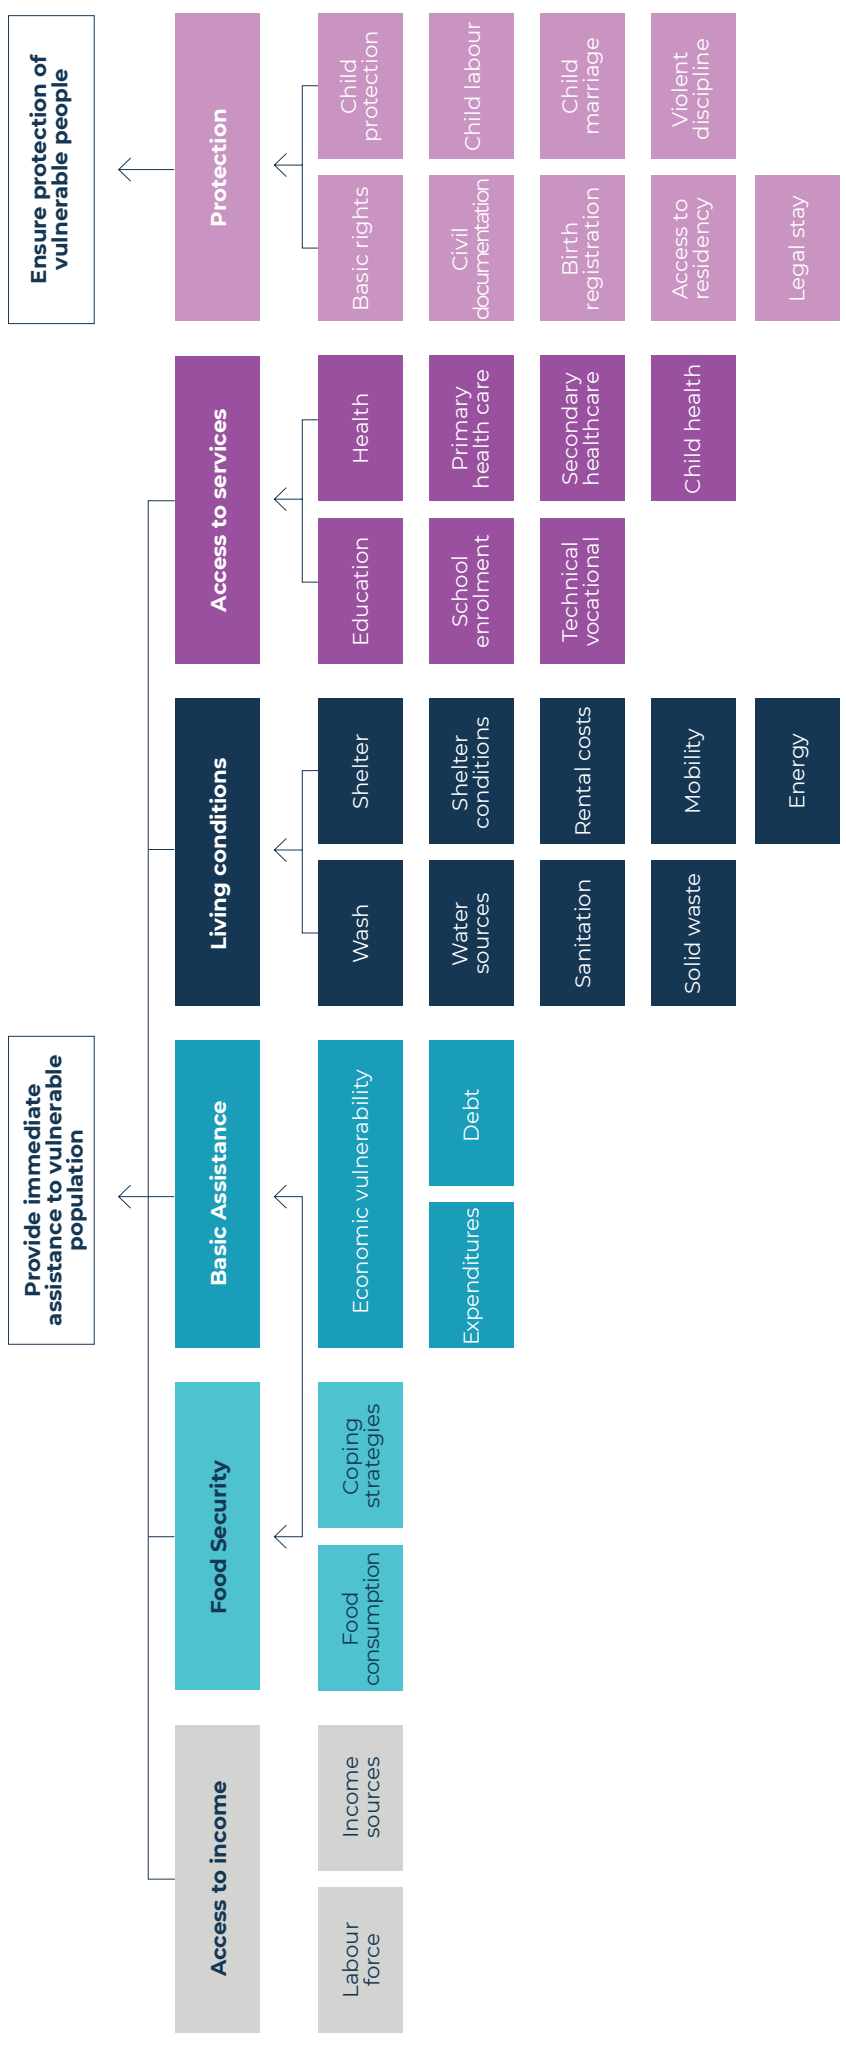 Provide immediate
assistance to vulnerable
population
Ensure protection of
vulnerable people
Access to income
Food Security
Basic Assistance
Living conditions
Access to services
Protection
Labour
force
Income
sources
Food
consumption
Coping
strategies
Economic vulnerability
Expenditures
Debt
Wash
Shelter
Water
sources
Shelter
conditions
Sanitation
Rental costs
Solid waste
Mobility
Energy
Education
Health
School
enrolment
Primary
health care
Technical
vocational
Secondary
healthcare
Child health
Basic rights
Child
protection
Civil
documentation
Child labour
Birth
registration
Child
marriage
Access to
residency
Violent
discipline
Legal stay